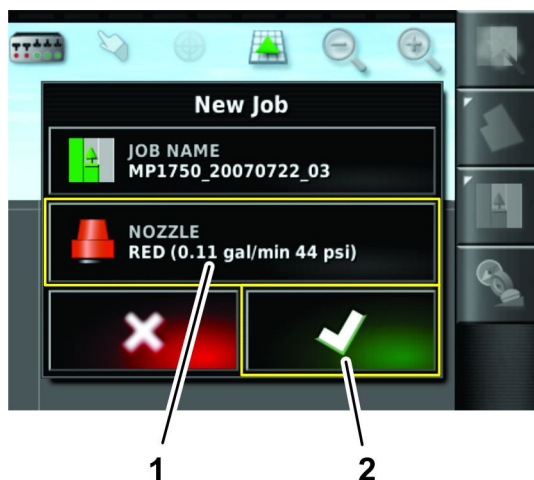 New Job
JOB NAME
MP1750_20070722_03
NOZZLE
RED (0.11 gal/min 44 psi)
1
2